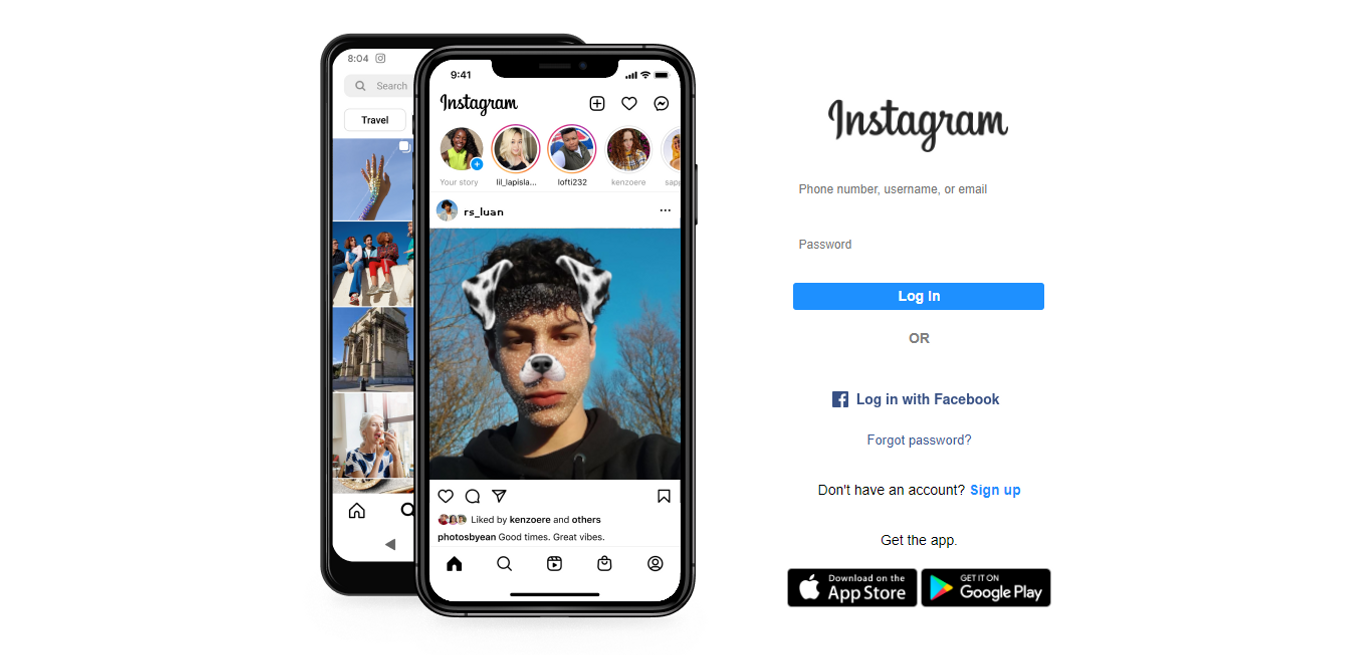 8:04
Search
Travel
9:41
Instagram
Your story
lil_lapisla...
lofti232
kenzoere
sap
rs_luan
Liked by kenzoere and others
photosbyean Good times. Great vibes.
Instagram
Phone number, username, or email
Password
Log in
OR
Log in with Facebook
Forgot password?
Don't have an account? Sign up
Get the app.
Download on the
App Store
GET IT ON
Google Play